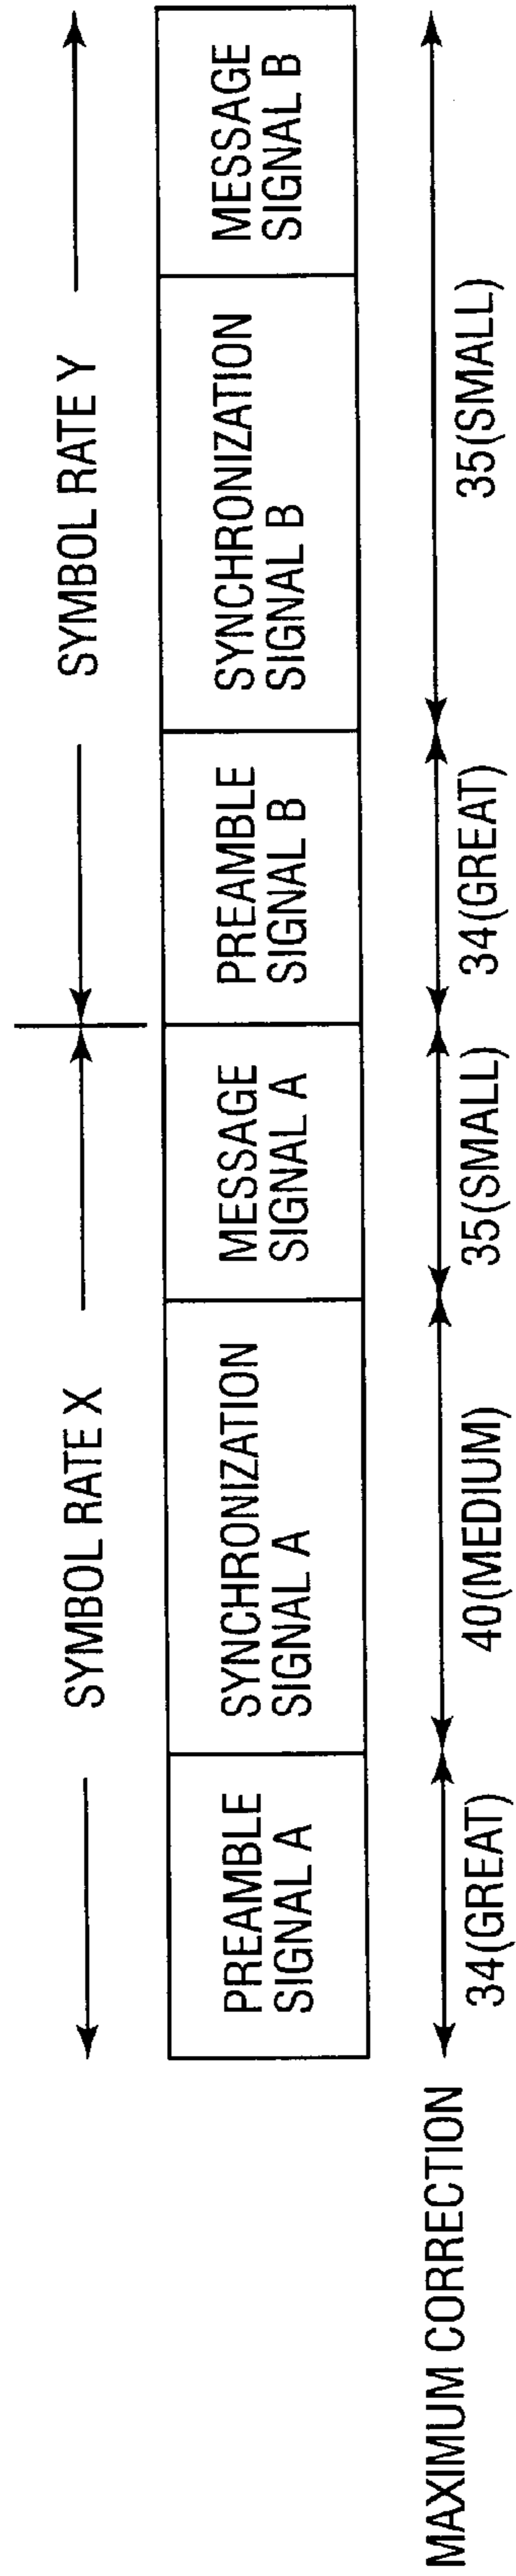 SYMBOL RATE X
SYMBOL RATE Y
PREAMBLE
SIGNAL A
SYNCHRONIZATION
SIGNAL A
MESSAGE
SIGNAL A
PREAMBLE
SIGNAL B
SYNCHRONIZATION
SIGNAL B
MESSAGE
SIGNAL B
MAXIMUM CORRECTION
34(GREAT)
40(MEDIUM)
35(SMALL)
34(GREAT)
35(SMALL)